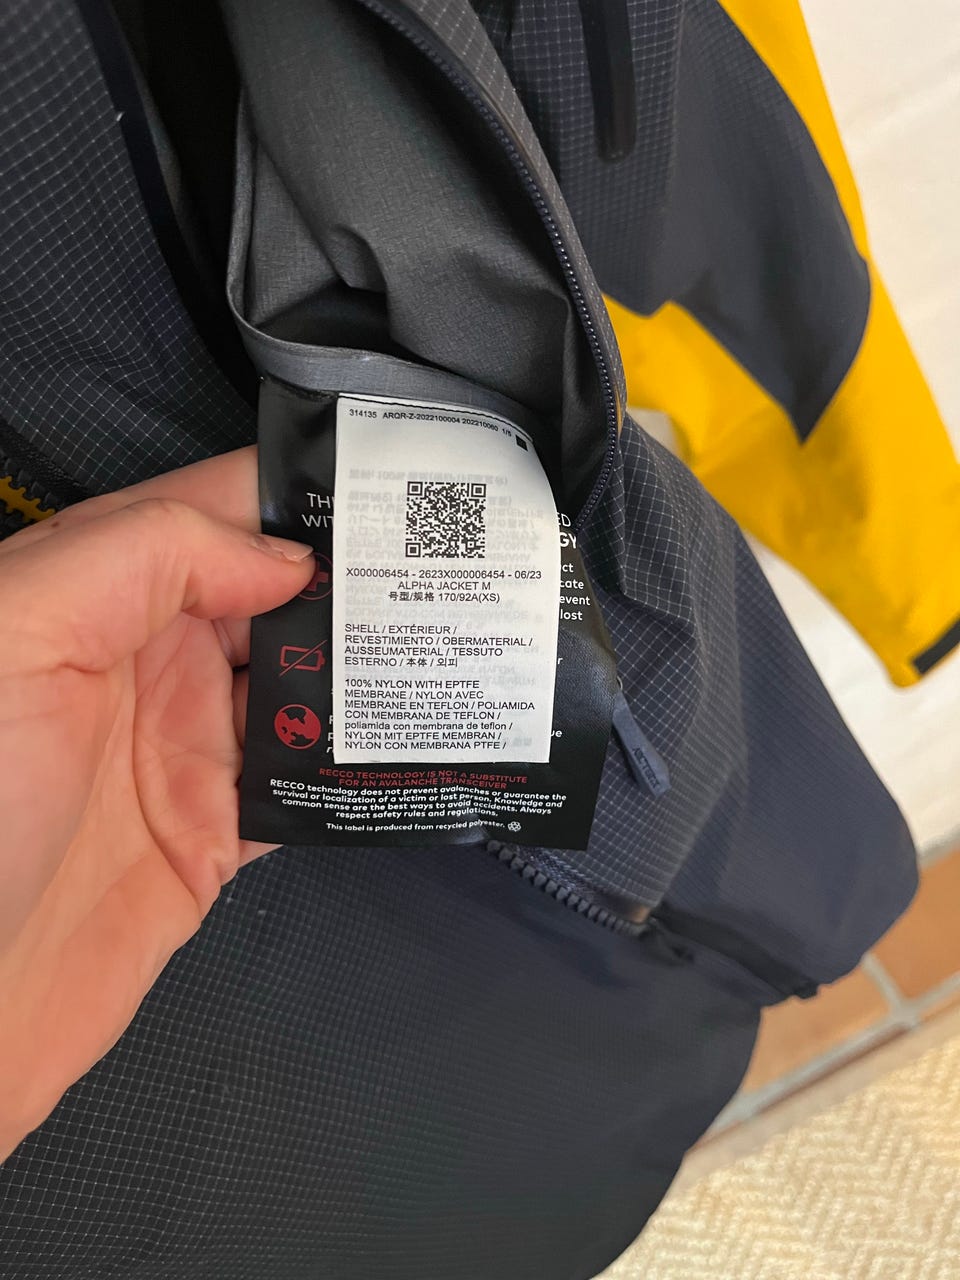 314135 ARQR-Z-2022100004 202210060 1/5
X000006454 - 2623X000006454 - 06/23
ALPHA JACKET M
号型/规格 170/92A(XS)
SHELL / EXTÉRIEUR /
REVESTIMIENTO / OBERMATERIAL /
AUSSEUMATERIAL / TESSUTO
ESTERNO / 本体 / 외피
100% NYLON WITH EPTFE
MEMBRANE / NYLON AVEC
MEMBRANE EN TEFLON / POLIAMIDA
CON MEMBRANA DE TEFLON /
poliamida con membrana de teflon /
NYLON MIT EPTFE MEMBRAN /
NYLON CON MEMBRANA PTFE /
RECCO TECHNOLOGY IS NOT A SUBSTITUTE
FOR AN AVALANCHE TRANSCEIVER
RECCO technology does not prevent avalanches or guarantee the
survival or localization of a victim or lost person. Knowledge and
common sense are the best ways to avoid accidents. Always
respect safety rules and regulations.
This label is produced from recycled polyester.
ARC'TERYX